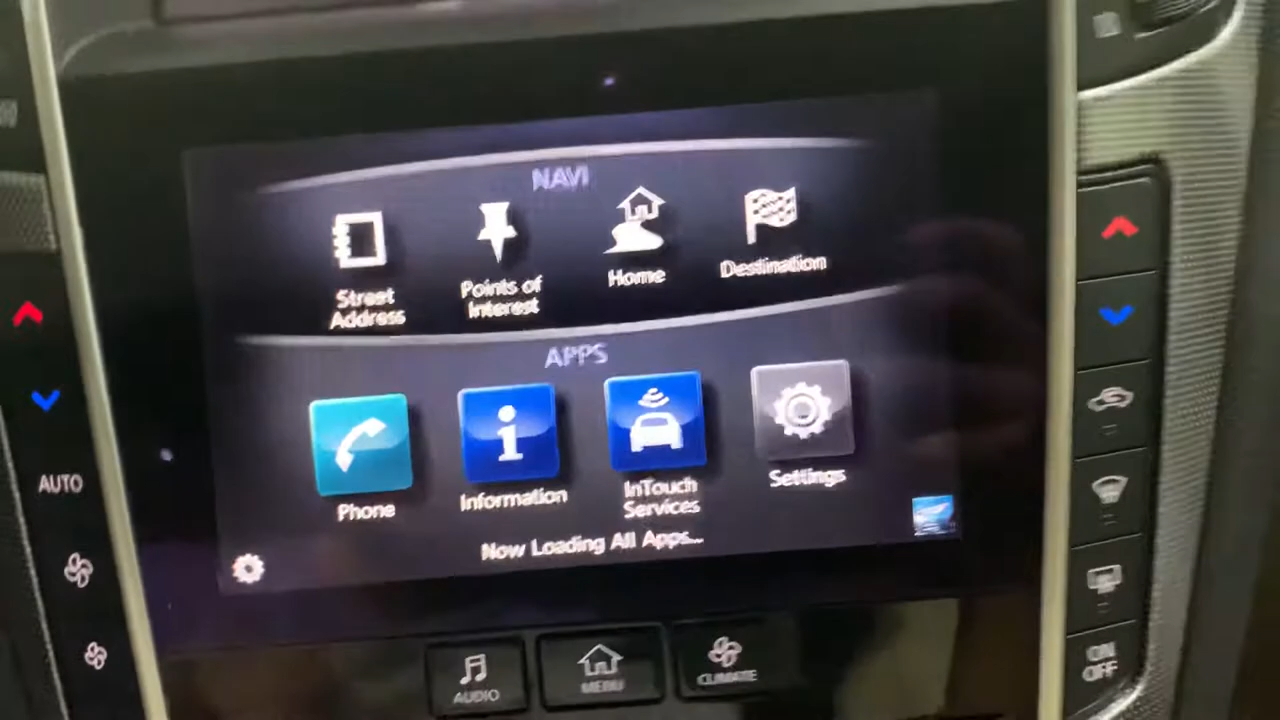 NAVI
Street
Address
Points of
Interest
Home
Destination
APPS
Phone
Information
InTouch
Services
Settings
Now Loading All Apps...
AUTO
AUDIO
MENU
CLIMATE
ON
OFF